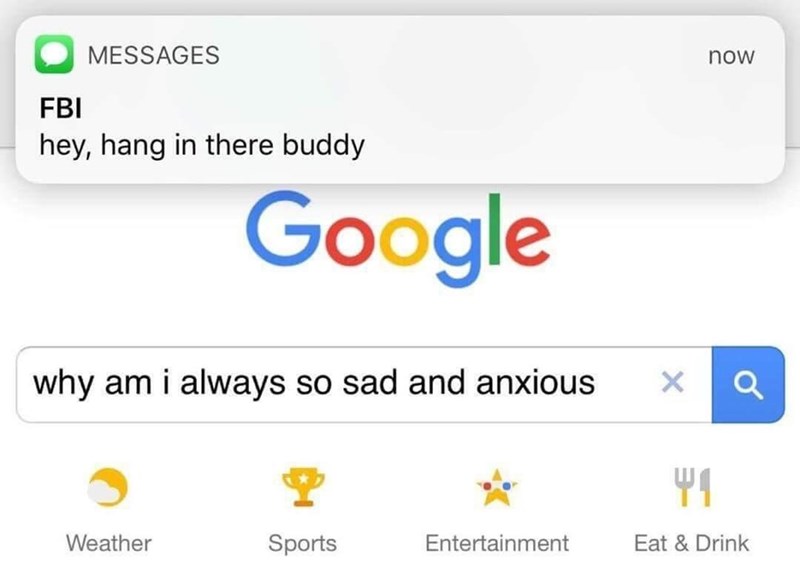 MESSAGES now
FBI
hey, hang in there buddy
Google
why am i always so sad and anxious
Weather Sports Entertainment Eat & Drink